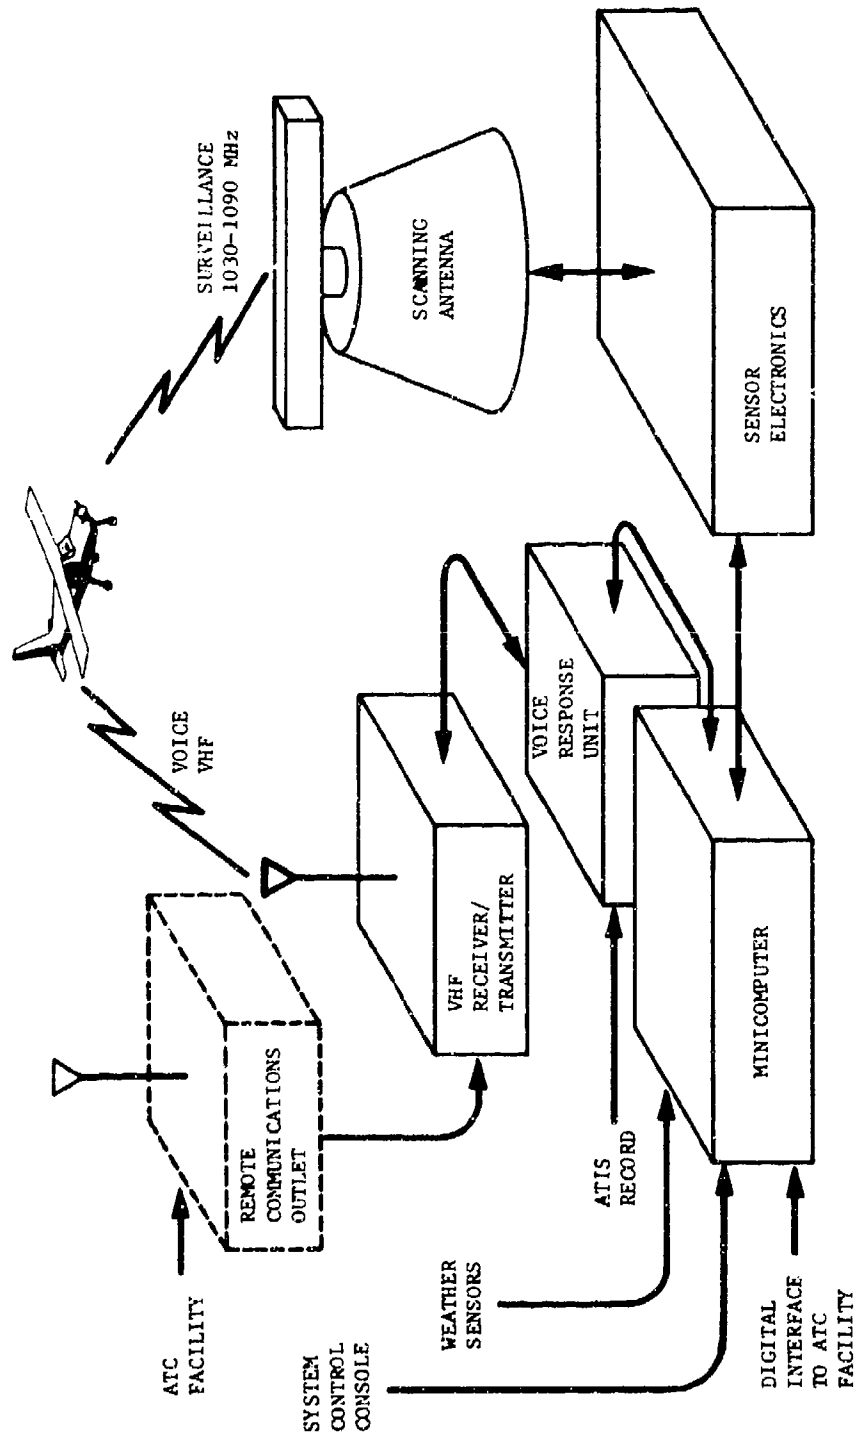 SURVEILLANCE
1030-1090 MHz
SCANNING
ANTENNA
SENSOR
ELECTRONICS
VOICE
VHF
VOICE
RESPONSE
UNIT
VHF
RECEIVER/
TRANSMITTER
MINICOMPUTER
REMOTE
COMMUNICATIONS
OUTLET
ATC
FACILITY
ATIS
RECORD
WEATHER
SENSORS
SYSTEM
CONTROL
CONSOLE
DIGITAL
INTERFACE
TO ATC
FACILITY